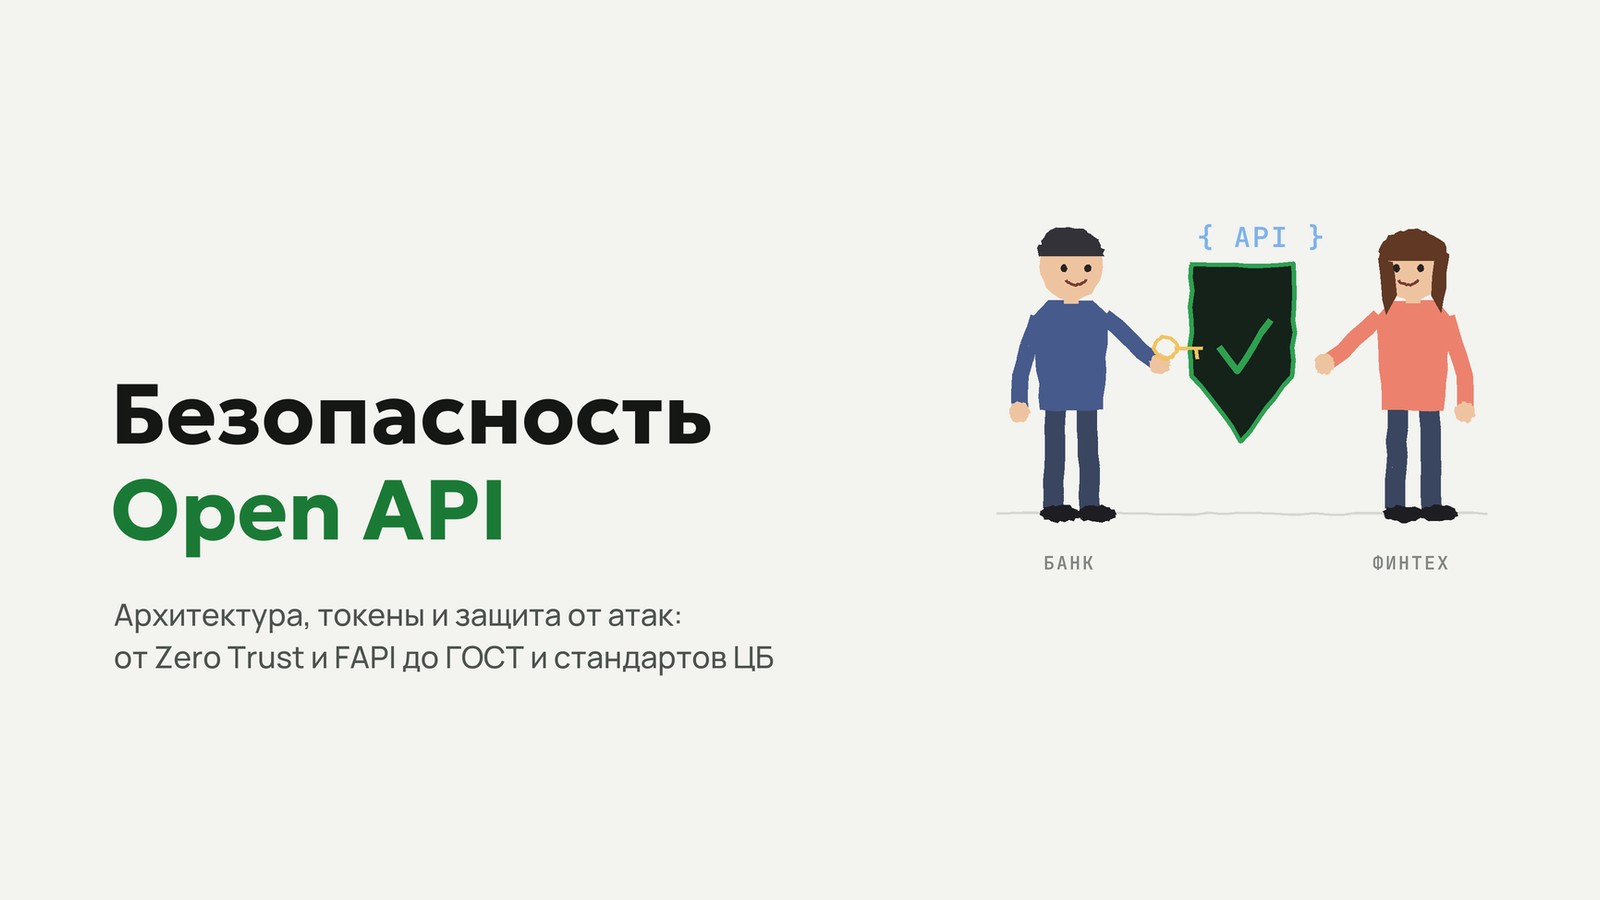 Безопасность
Open API
Архитектура, токены и защита от атак:
от Zero Trust и FAPI до ГОСТ и стандартов ЦБ
{ API }
БАНК
ФИНТЕХ